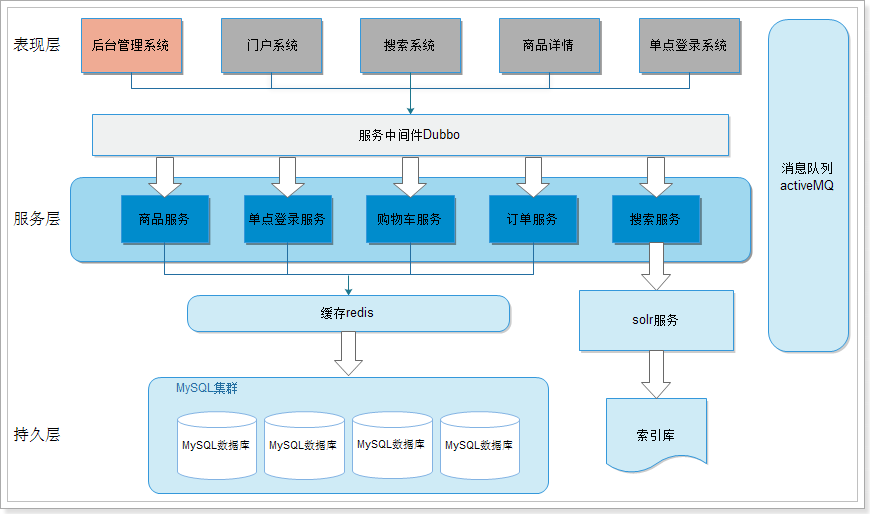 表现层
后台管理系统
门户系统
搜索系统
商品详情
单点登录系统
服务中间件Dubbo
消息队列
activeMQ
服务层
商品服务
单点登录服务
购物车服务
订单服务
搜索服务
缓存redis
solr服务
MySQL集群
持久层
MySQL数据库
MySQL数据库
MySQL数据库
MySQL数据库
索引库